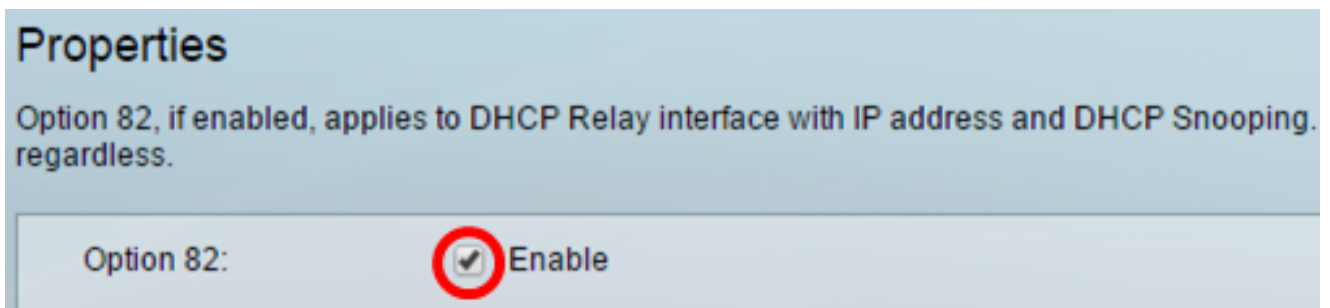 Properties
Option 82, if enabled, applies to DHCP Relay interface with IP address and DHCP Snooping.
regardless.
Option 82:
Enable